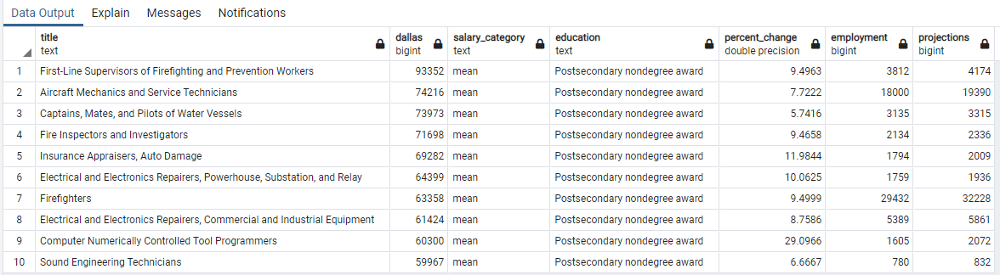 Data Output Explain Messages Notifications
title dallas salary_category education percent_change employment projections
text bigint text text double precision bigint bigint
1 First-Line Supervisors of Firefighting and Prevention Workers 93352 mean Postsecondary nondegree award 9.4963 3812 4174
2 Aircraft Mechanics and Service Technicians 74216 mean Postsecondary nondegree award 7.7222 18000 19390
3 Captains, Mates, and Pilots of Water Vessels 73973 mean Postsecondary nondegree award 5.7416 3135 3315
4 Fire Inspectors and Investigators 71698 mean Postsecondary nondegree award 9.4658 2134 2336
5 Insurance Appraisers, Auto Damage 69282 mean Postsecondary nondegree award 11.9844 1794 2009
6 Electrical and Electronics Repairers, Powerhouse, Substation, and Relay 64399 mean Postsecondary nondegree award 10.0625 1759 1936
7 Firefighters 63358 mean Postsecondary nondegree award 9.4999 29432 32228
8 Electrical and Electronics Repairers, Commercial and Industrial Equipment 61424 mean Postsecondary nondegree award 8.7586 5389 5861
9 Computer Numerically Controlled Tool Programmers 60300 mean Postsecondary nondegree award 29.0966 1605 2072
10 Sound Engineering Technicians 59967 mean Postsecondary nondegree award 6.6667 780 832